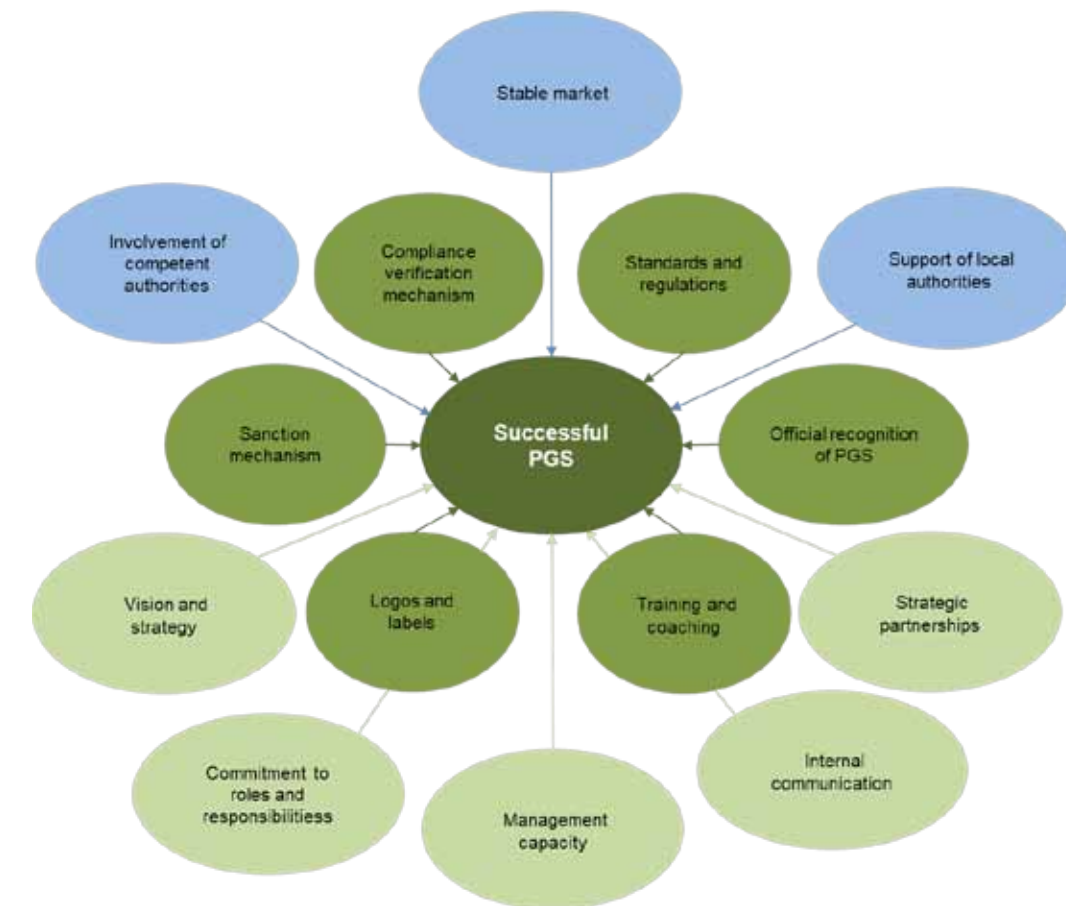 Stable market
Involvement of
competent
authorities
Compliance
verification
mechanism
Standards and
regulations
Support of local
authorities
Sanction
mechanism
Successful
PGS
Official recognition
of PGS
Vision and
strategy
Logos and
labels
Training and
coaching
Strategic
partnerships
Commitment to
roles and
responsibilitiess
Management
capacity
Internal
communication